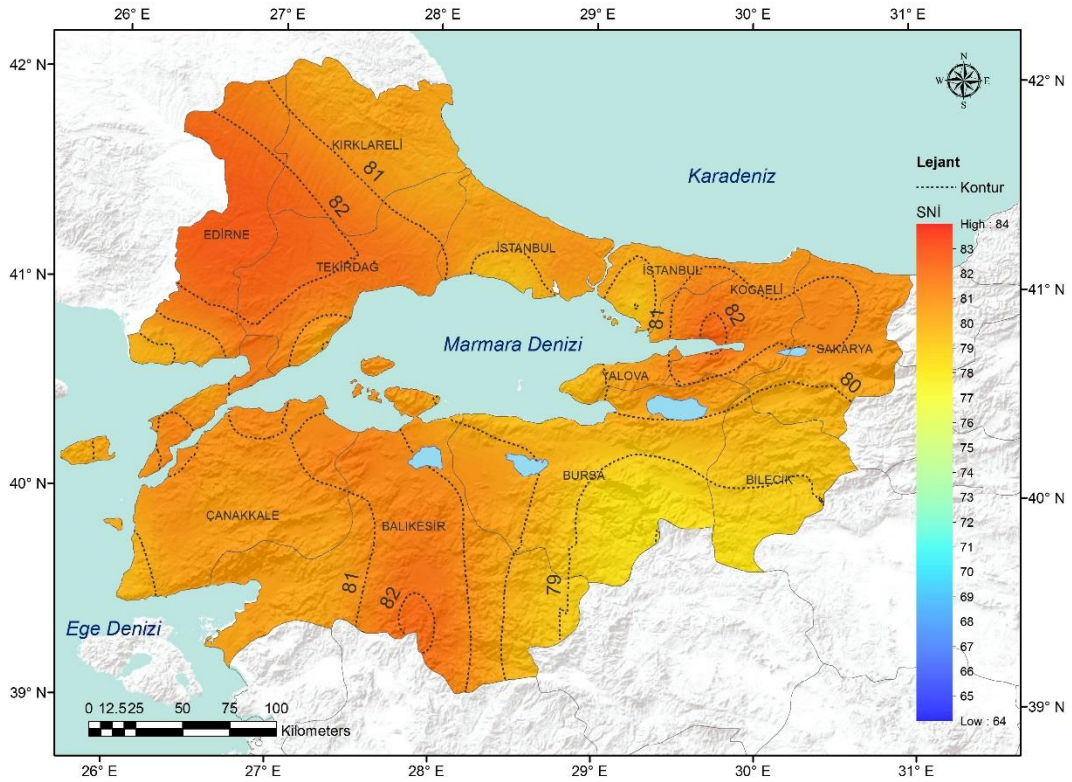 26° E 27° E 28° E 29° E 30° E 31° E
42° N
42° N
N
W E
S
KIRKLARELİ
81
82
Karadeniz
Lejant
Kontur
SNİ
High : 84
83
82
81
80
79
78
77
76
75
74
73
72
71
70
69
68
67
66
65
Low : 64
EDİRNE
TEKİRDAĞ
İSTANBUL
İSTANBUL
KOGAELİ
41° N
41° N
81
82
Marmara Denizi
SAKARYA
YALOVA
80
BURSA
BİLECİK
40° N
40° N
ÇANAKKALE
BALIKESİR
81
82
79
Ege Denizi
39° N
39° N
0 12.525 50 75 100
Kilometers
26° E 27° E 28° E 29° E 30° E 31° E